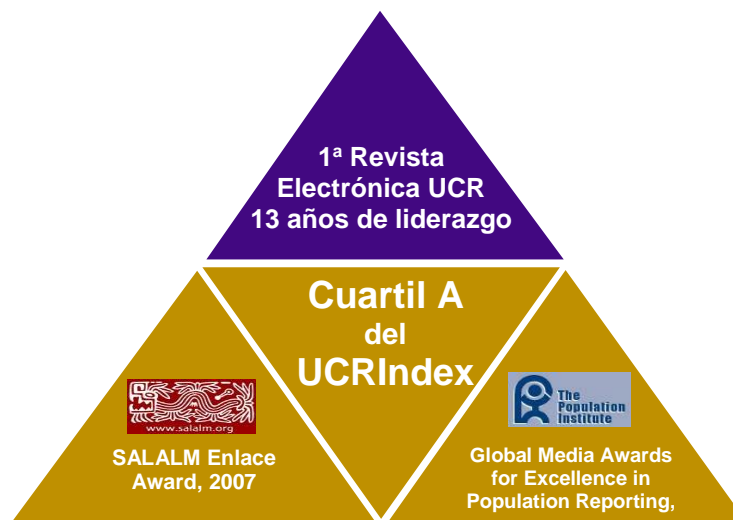 1ª Revista
Electrónica UCR
13 años de liderazgo
Cuartil A
del
UCRIndex
www.salalm.org
SALALM Enlace
Award, 2007
The
Population
Institute
Global Media Awards
for Excellence in
Population Reporting,